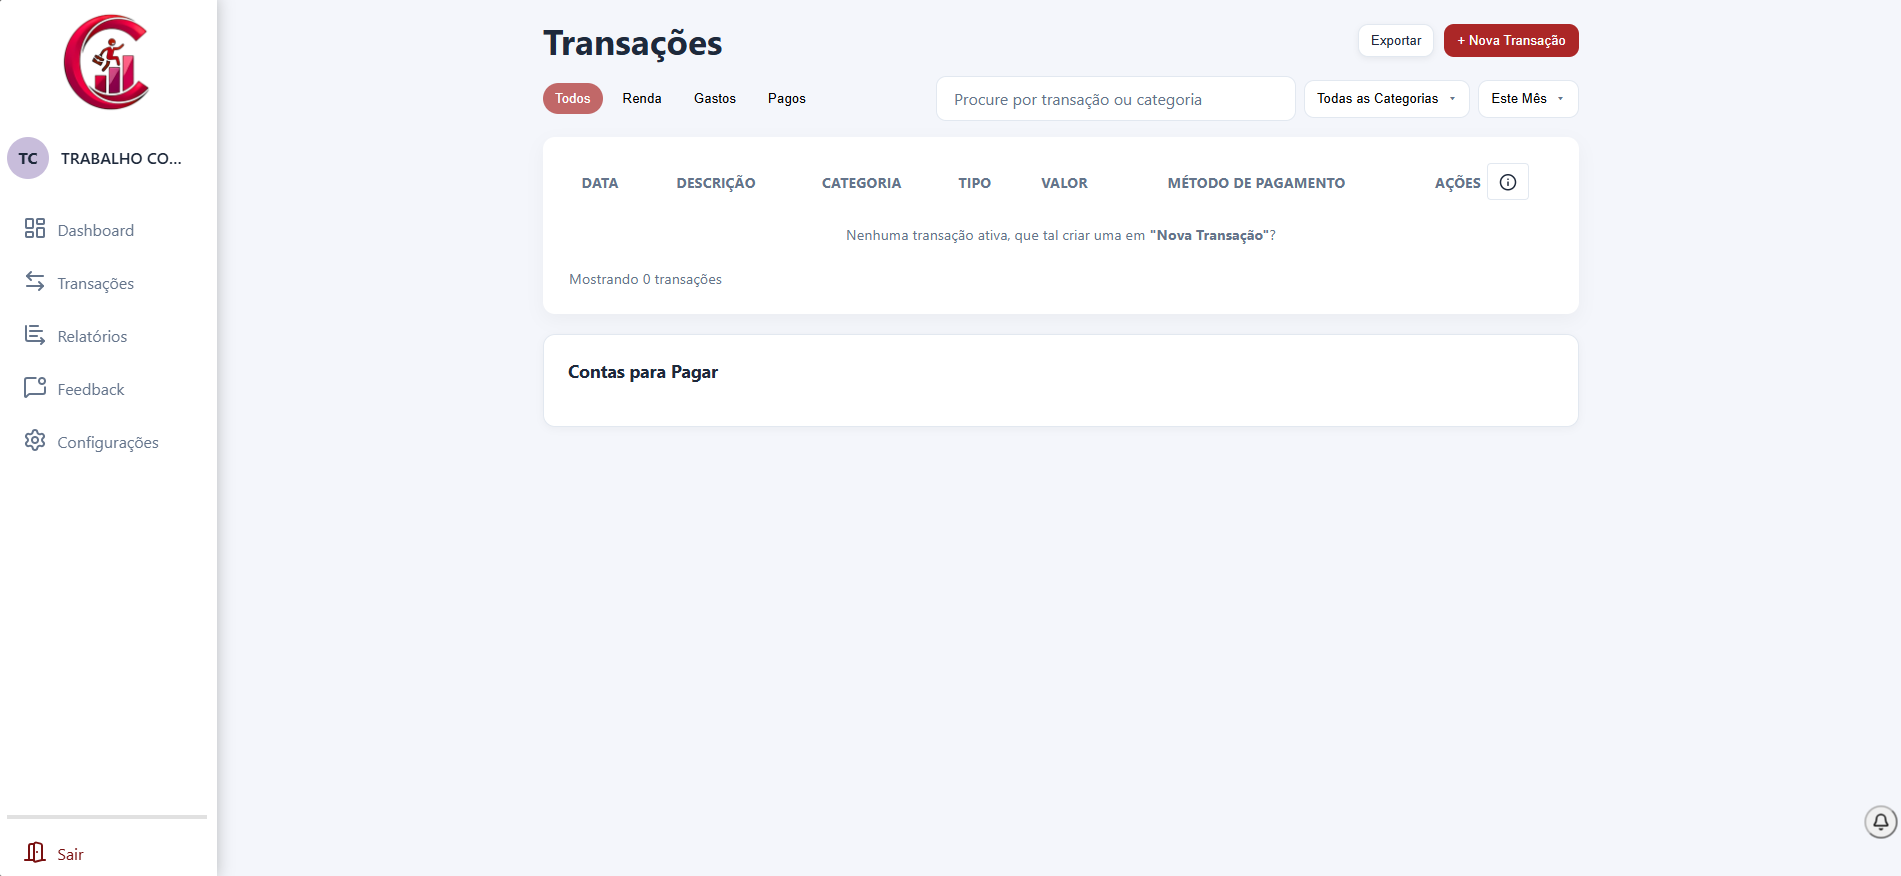 TC TRABALHO CO...
Dashboard
Transações
Relatórios
Feedback
Configurações
Sair
Transações
Exportar
+ Nova Transação
Todos Renda Gastos Pagos
Procure por transação ou categoria
Todas as Categorias
Este Mês
DATA DESCRIÇÃO CATEGORIA TIPO VALOR MÉTODO DE PAGAMENTO AÇÕES
Nenhuma transação ativa, que tal criar uma em "Nova Transação"?
Mostrando 0 transações
Contas para Pagar